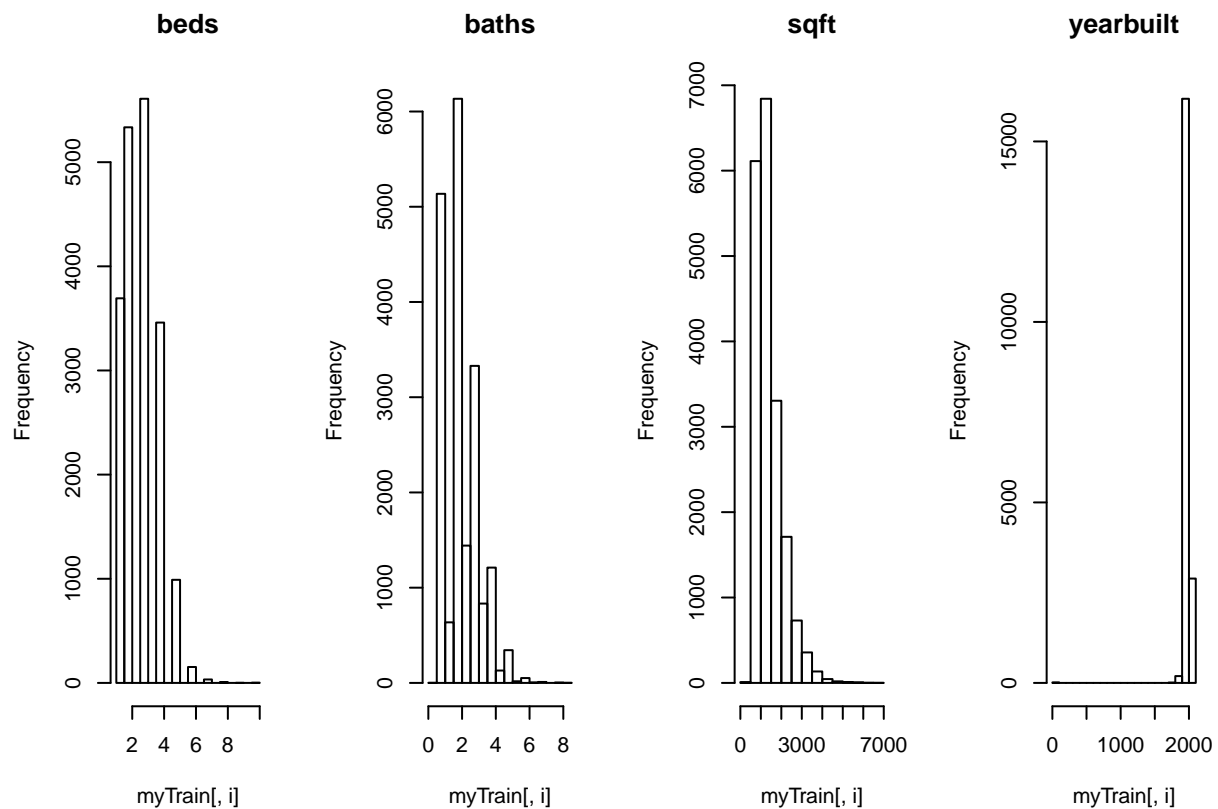 beds
Frequency
0 1000 2000 3000 4000 5000
2 4 6 8
myTrain[, i]
baths
Frequency
0 1000 2000 3000 4000 5000 6000
0 2 4 6 8
myTrain[, i]
sqft
Frequency
0 1000 2000 3000 4000 5000 6000 7000
0 3000 7000
myTrain[, i]
yearbuilt
Frequency
0 5000 10000 15000
0 1000 2000
myTrain[, i]